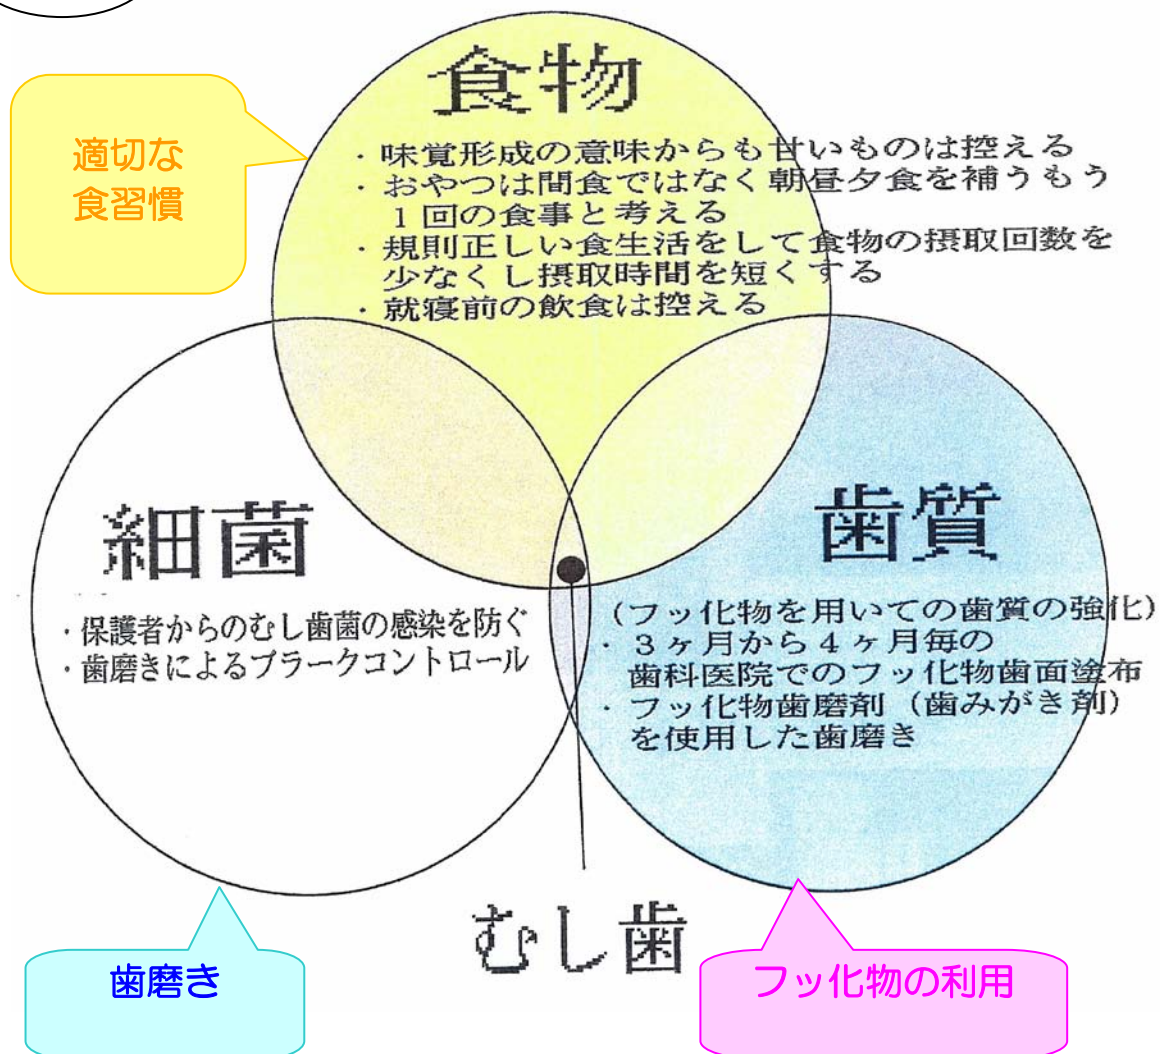 食物
適切な
食習慣
・味覚形成の意味からも甘いものは控える
・おやつは間食ではなく朝昼夕食を補うもう
１回の食事と考える
・規則正しい食生活をして食物の摂取回数を
少なくし摂取時間を短くする
・就寝前の飲食は控える
細菌
・保護者からのむし歯菌の感染を防ぐ
・歯磨きによるプラークコントロール
歯質
(フッ化物を用いての歯質の強化)
・３ヶ月から４ヶ月毎の
歯科医院でのフッ化物歯面塗布
・フッ化物歯磨剤（歯みがき剤）
を使用した歯磨き
むし歯
歯磨き
フッ化物の利用